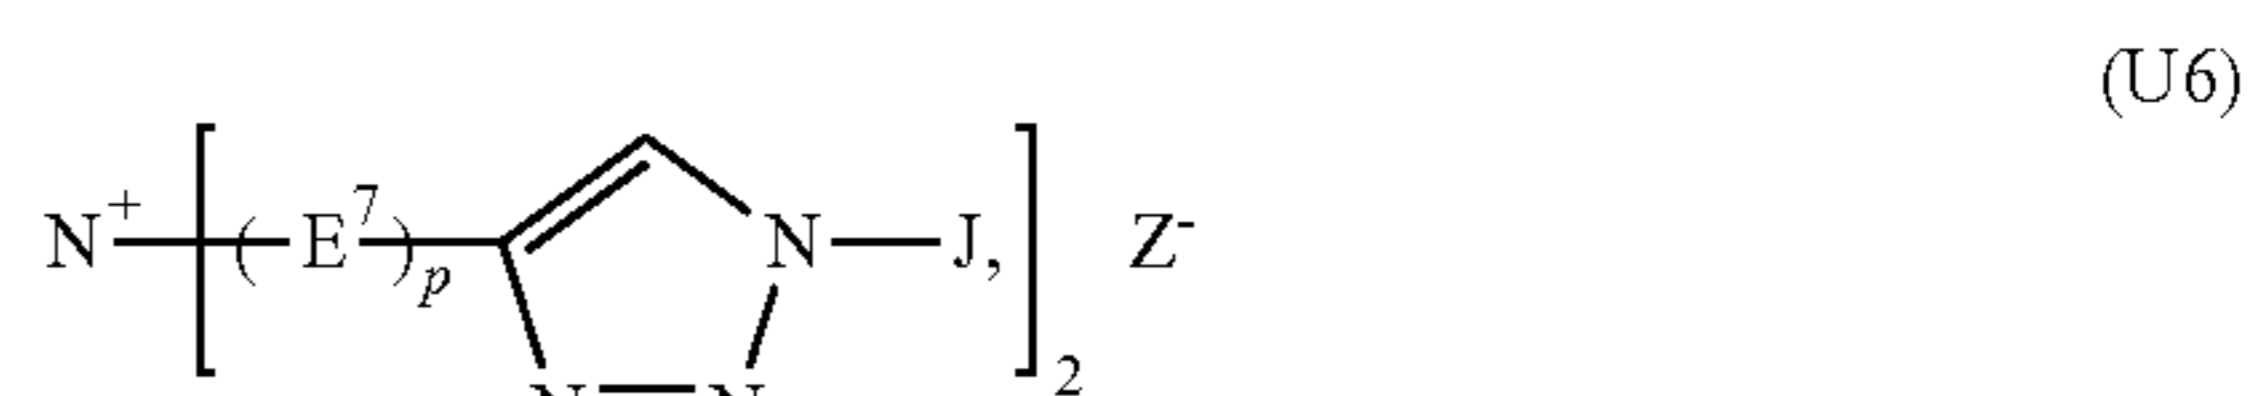 (U6)
N⁺ [ ( E⁷ )ₚ N J, ]₂ Z⁻
N N